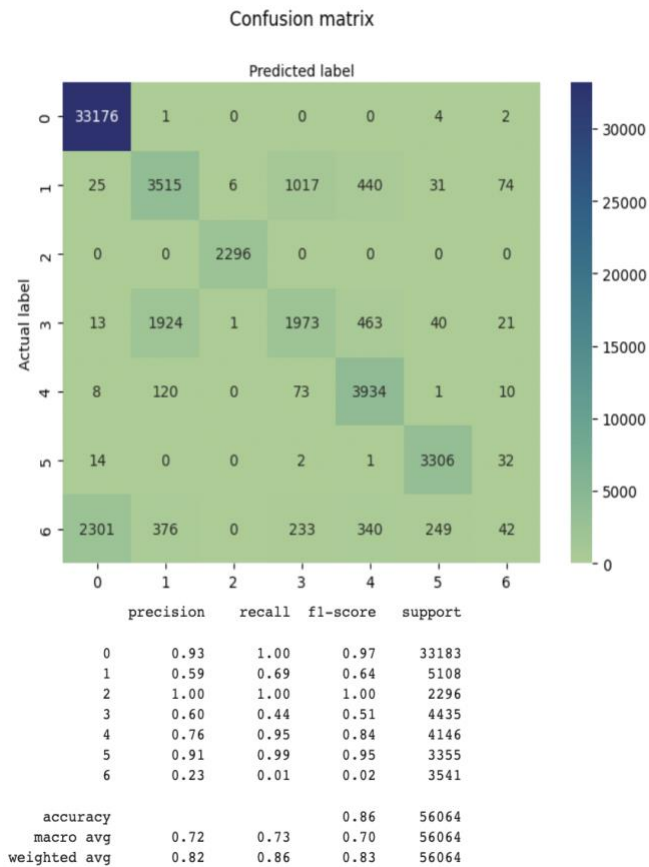 Confusion matrix
Predicted label
Actual label
0 33176 1 0 0 0 4 2
1 25 3515 6 1017 440 31 74
2 0 0 2296 0 0 0 0
3 13 1924 1 1973 463 40 21
4 8 120 0 73 3934 1 10
5 14 0 0 2 1 3306 32
6 2301 376 0 233 340 249 42
0 1 2 3 4 5 6
30000
25000
20000
15000
10000
5000
0
precision recall f1-score support
0 0.93 1.00 0.97 33183
1 0.59 0.69 0.64 5108
2 1.00 1.00 1.00 2296
3 0.60 0.44 0.51 4435
4 0.76 0.95 0.84 4146
5 0.91 0.99 0.95 3355
6 0.23 0.01 0.02 3541
accuracy 0.86 56064
macro avg 0.72 0.73 0.70 56064
weighted avg 0.82 0.86 0.83 56064